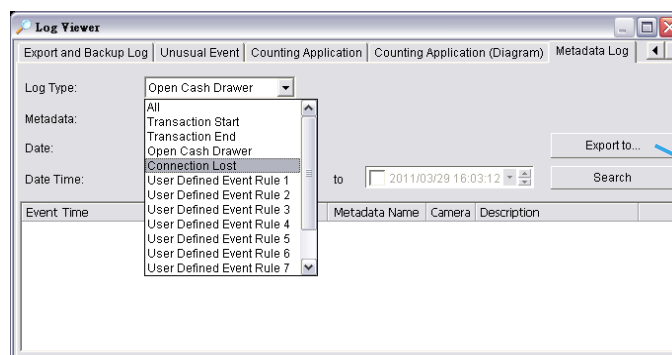 Log Viewer
Export and Backup Log Unusual Event Counting Application Counting Application (Diagram) Metadata Log
Log Type: Open Cash Drawer
All
Metadata: Transaction Start
Transaction End
Date: Open Cash Drawer Export to...
Connection Lost
Date Time: User Defined Event Rule 1 to 2011/03/29 16:03:12 Search
User Defined Event Rule 2
Event Time User Defined Event Rule 3 Metadata Name Camera Description
User Defined Event Rule 4
User Defined Event Rule 5
User Defined Event Rule 6
User Defined Event Rule 7